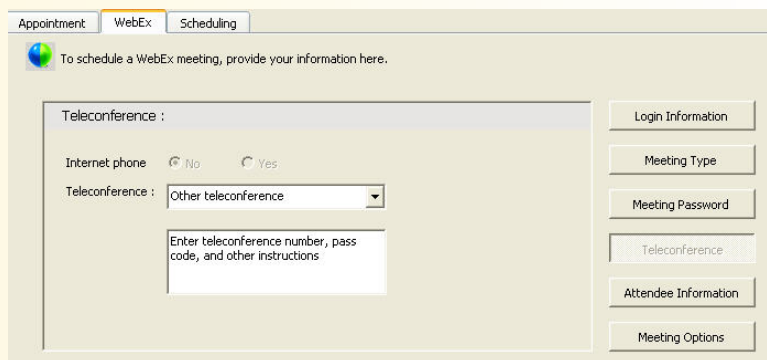 Appointment WebEx Scheduling
To schedule a WebEx meeting, provide your information here.
Teleconference :
Login Information
Internet phone No Yes
Meeting Type
Teleconference : Other teleconference
Meeting Password
Enter teleconference number, pass
code, and other instructions
Teleconference
Attendee Information
Meeting Options